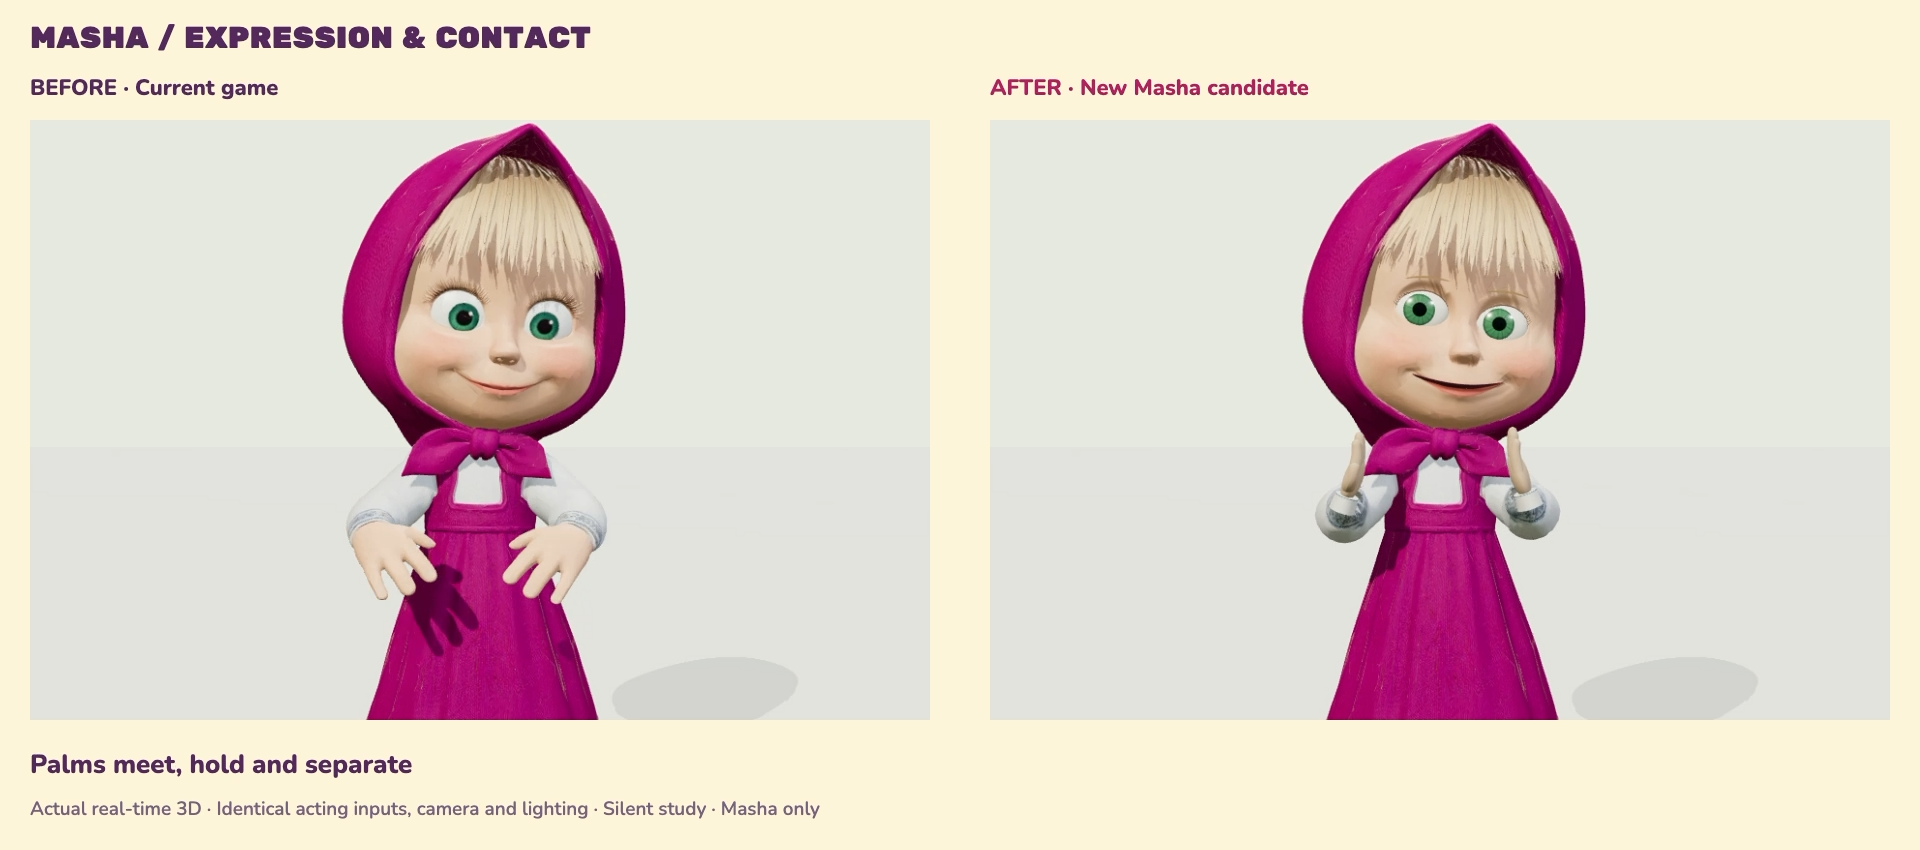 MASHA / EXPRESSION & CONTACT
BEFORE · Current game
AFTER · New Masha candidate
Palms meet, hold and separate
Actual real-time 3D · Identical acting inputs, camera and lighting · Silent study · Masha only